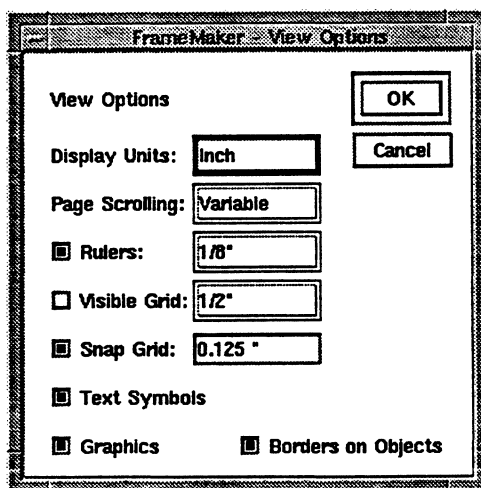 FrameMaker - View Options
View Options
OK
Display Units: Inch
Cancel
Page Scrolling: Variable
Rulers: 1/8"
Visible Grid: 1/2"
Snap Grid: 0.125 "
Text Symbols
Graphics Borders on Objects